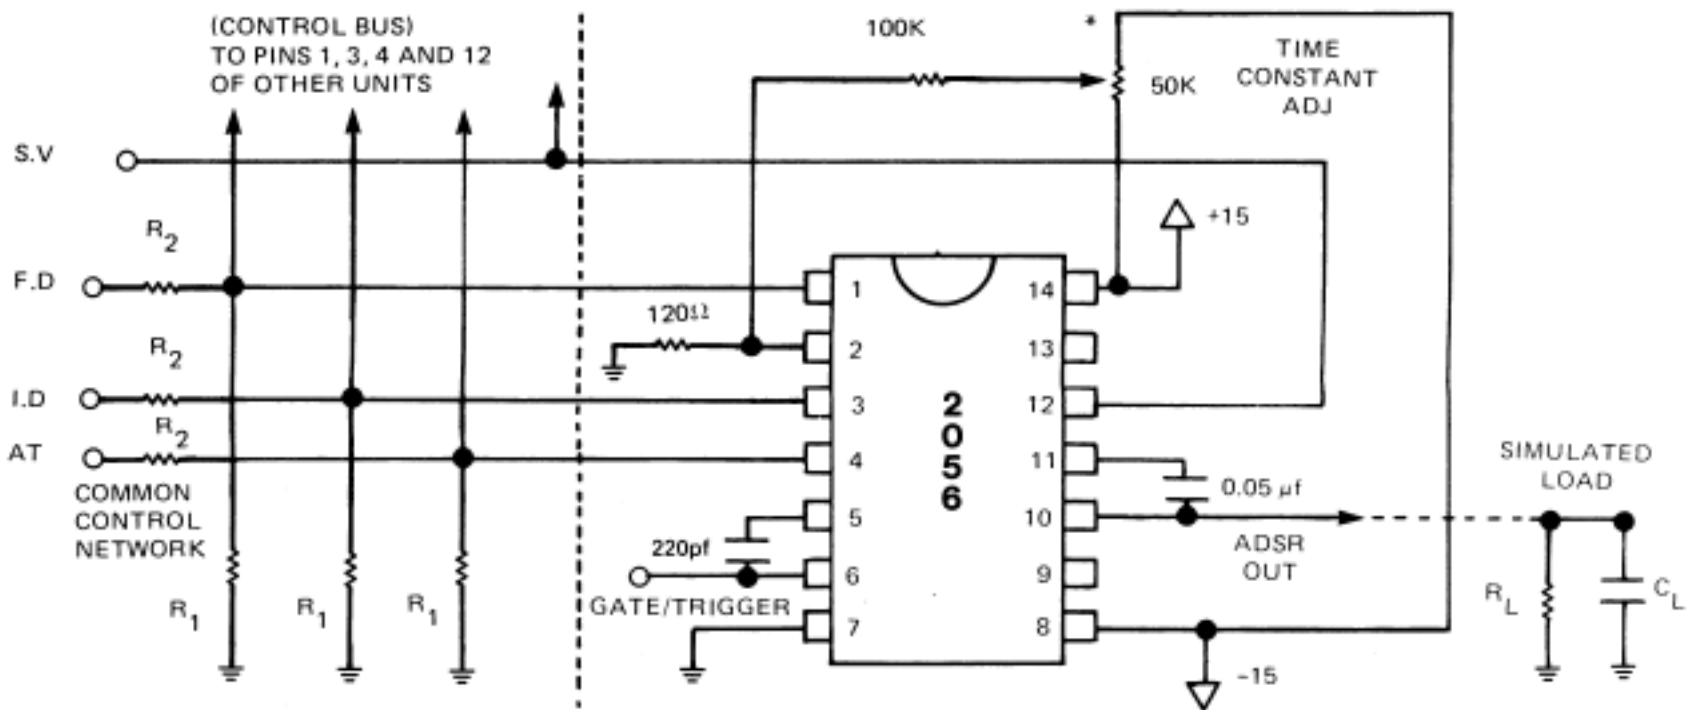 (CONTROL BUS)
TO PINS 1, 3, 4 AND 12
OF OTHER UNITS
100K
*
TIME
CONSTANT
ADJ
50K
S.V
R2
+15
F.D
1
14
120Ω
R2
2
13
I.D
3
12
R2
AT
4
11
2
0
5
6
SIMULATED
LOAD
COMMON
CONTROL
NETWORK
0.05 µf
5
10
220pf
ADSR
OUT
6
9
GATE/TRIGGER
R1
R1
R1
RL
CL
7
8
-15